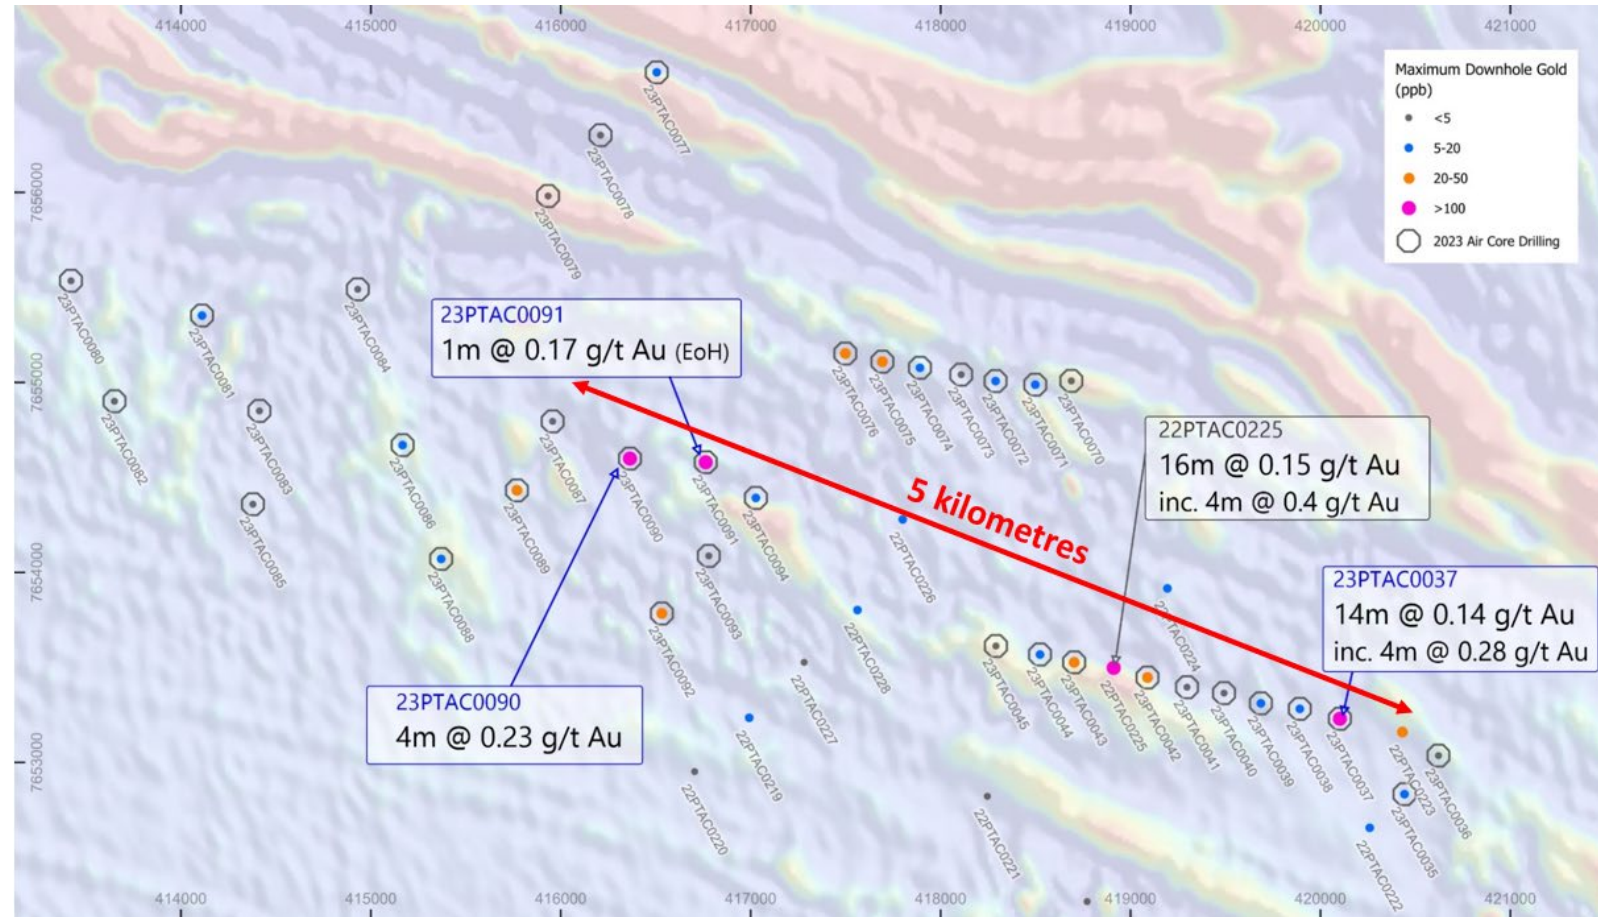 414000
415000
416000
417000
418000
419000
420000
421000
Maximum Downhole Gold
(ppb)
<5
5-20
20-50
>100
2023 Air Core Drilling
7656000
7655000
7654000
7653000
23PTAC0077
23PTAC0078
23PTAC0079
23PTAC0080
23PTAC0081
23PTAC0084
23PTAC0082
23PTAC0083
23PTAC0085
23PTAC0086
23PTAC0088
23PTAC0087
23PTAC0089
23PTAC0090
23PTAC0091
23PTAC0094
23PTAC0093
23PTAC0092
23PTAC0091
1m @ 0.17 g/t Au (EoH)
23PTAC0076
23PTAC0075
23PTAC0074
23PTAC0073
23PTAC0072
23PTAC0071
23PTAC0070
22PTAC0225
16m @ 0.15 g/t Au
inc. 4m @ 0.4 g/t Au
5 kilometres
22PTAC0226
22PTAC0228
22PTAC0224
22PTAC0227
22PTAC0219
22PTAC0220
22PTAC0221
23PTAC0037
14m @ 0.14 g/t Au
inc. 4m @ 0.28 g/t Au
23PTAC0090
4m @ 0.23 g/t Au
23PTAC0045
23PTAC0044
23PTAC0043
22PTAC0225
23PTAC0042
23PTAC0041
23PTAC0040
23PTAC0039
23PTAC0038
23PTAC0037
22PTAC0223
23PTAC0036
23PTAC0035
22PTAC0222
414000
415000
416000
417000
418000
419000
420000
421000